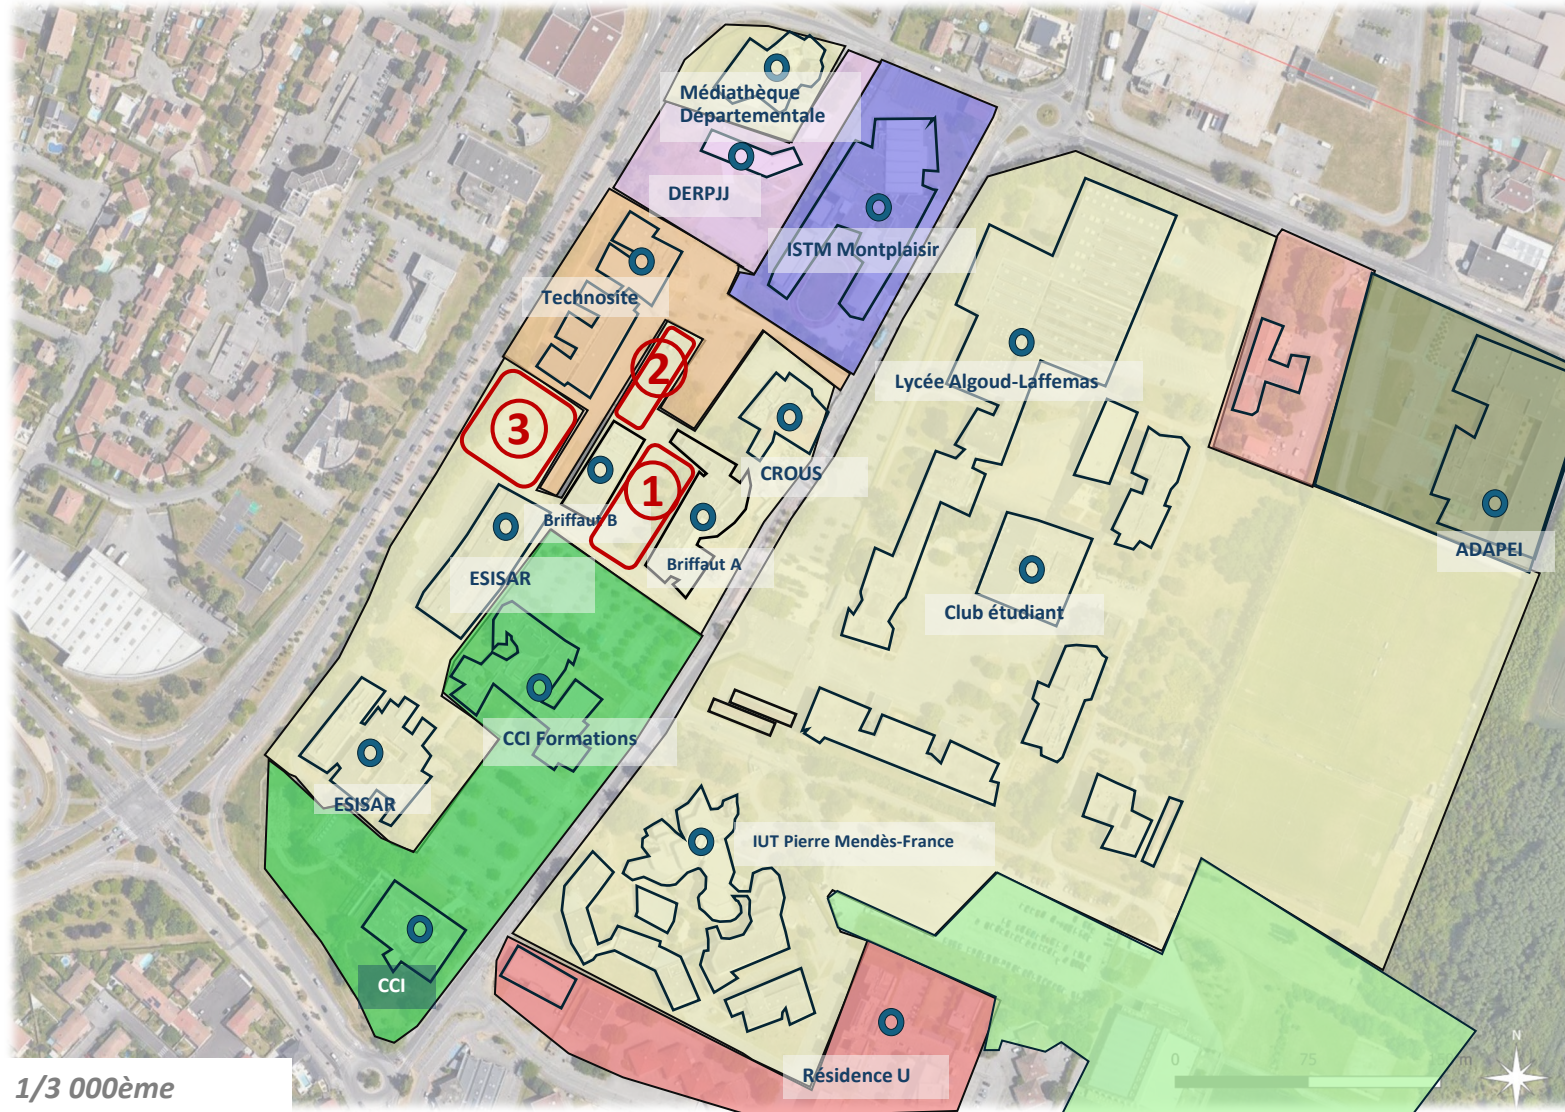 Médiathèque
Départementale
DERPJJ
ISTM Montplaisir
Technosite
2
Lycée Algoud-Laffemas
3
CROUS
1
Briffaut B
Briffaut A
ADAPEI
ESISAR
Club étudiant
CCI Formations
ESISAR
IUT Pierre Mendès-France
CCI
N
0 75 m
Résidence U
1/3 000ème